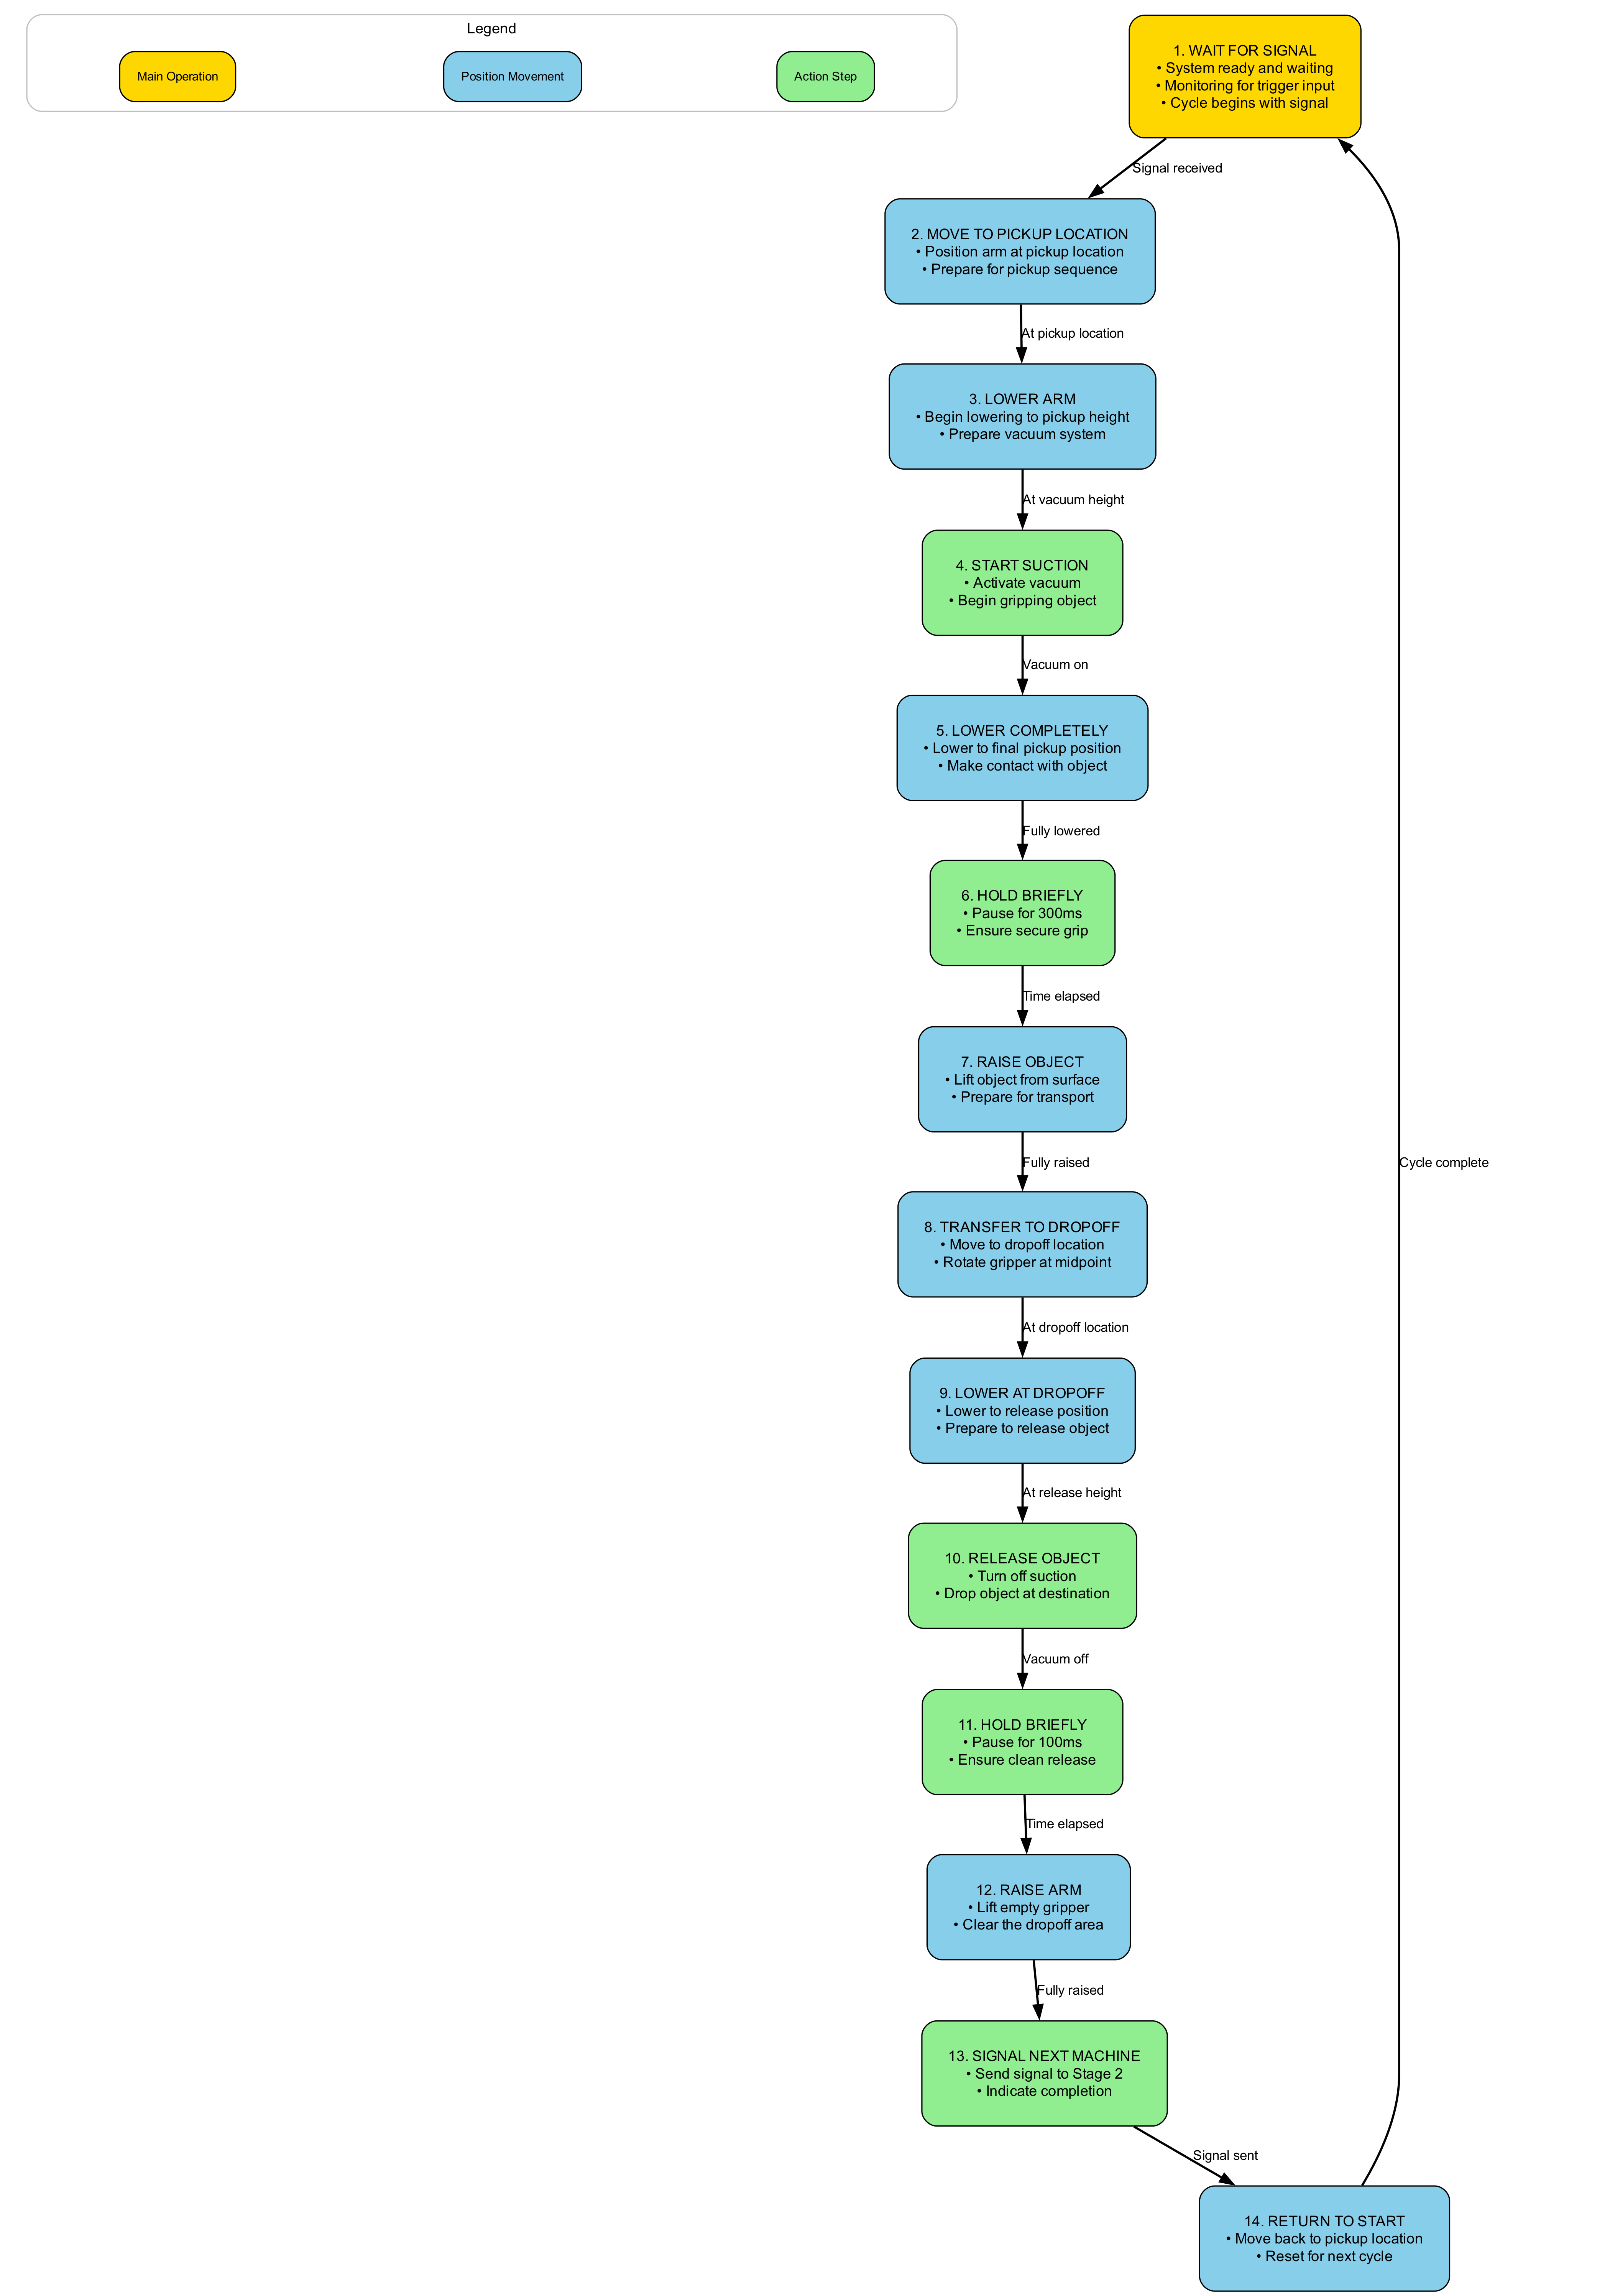 Legend
Main Operation
Position Movement
Action Step
1. WAIT FOR SIGNAL
• System ready and waiting
• Monitoring for trigger input
• Cycle begins with signal
Signal received
2. MOVE TO PICKUP LOCATION
• Position arm at pickup location
• Prepare for pickup sequence
At pickup location
3. LOWER ARM
• Begin lowering to pickup height
• Prepare vacuum system
At vacuum height
4. START SUCTION
• Activate vacuum
• Begin gripping object
Vacuum on
5. LOWER COMPLETELY
• Lower to final pickup position
• Make contact with object
Fully lowered
6. HOLD BRIEFLY
• Pause for 300ms
• Ensure secure grip
Time elapsed
7. RAISE OBJECT
• Lift object from surface
• Prepare for transport
Fully raised
Cycle complete
8. TRANSFER TO DROPOFF
• Move to dropoff location
• Rotate gripper at midpoint
At dropoff location
9. LOWER AT DROPOFF
• Lower to release position
• Prepare to release object
At release height
10. RELEASE OBJECT
• Turn off suction
• Drop object at destination
Vacuum off
11. HOLD BRIEFLY
• Pause for 100ms
• Ensure clean release
Time elapsed
12. RAISE ARM
• Lift empty gripper
• Clear the dropoff area
Fully raised
13. SIGNAL NEXT MACHINE
• Send signal to Stage 2
• Indicate completion
Signal sent
14. RETURN TO START
• Move back to pickup location
• Reset for next cycle